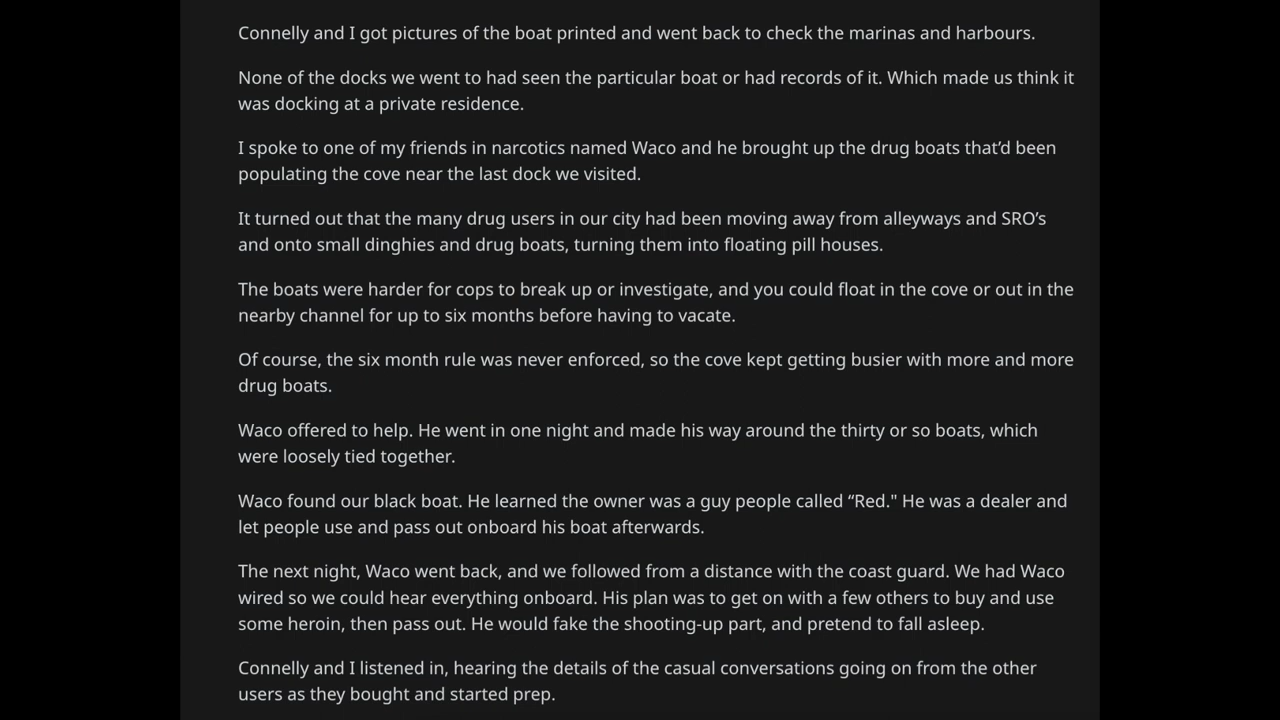 Connelly and I got pictures of the boat printed and went back to check the marinas and harbours.
None of the docks we went to had seen the particular boat or had records of it. Which made us think it
was docking at a private residence.
I spoke to one of my friends in narcotics named Waco and he brought up the drug boats that’d been
populating the cove near the last dock we visited.
It turned out that the many drug users in our city had been moving away from alleyways and SRO’s
and onto small dinghies and drug boats, turning them into floating pill houses.
The boats were harder for cops to break up or investigate, and you could float in the cove or out in the
nearby channel for up to six months before having to vacate.
Of course, the six month rule was never enforced, so the cove kept getting busier with more and more
drug boats.
Waco offered to help. He went in one night and made his way around the thirty or so boats, which
were loosely tied together.
Waco found our black boat. He learned the owner was a guy people called “Red." He was a dealer and
let people use and pass out onboard his boat afterwards.
The next night, Waco went back, and we followed from a distance with the coast guard. We had Waco
wired so we could hear everything onboard. His plan was to get on with a few others to buy and use
some heroin, then pass out. He would fake the shooting-up part, and pretend to fall asleep.
Connelly and I listened in, hearing the details of the casual conversations going on from the other
users as they bought and started prep.